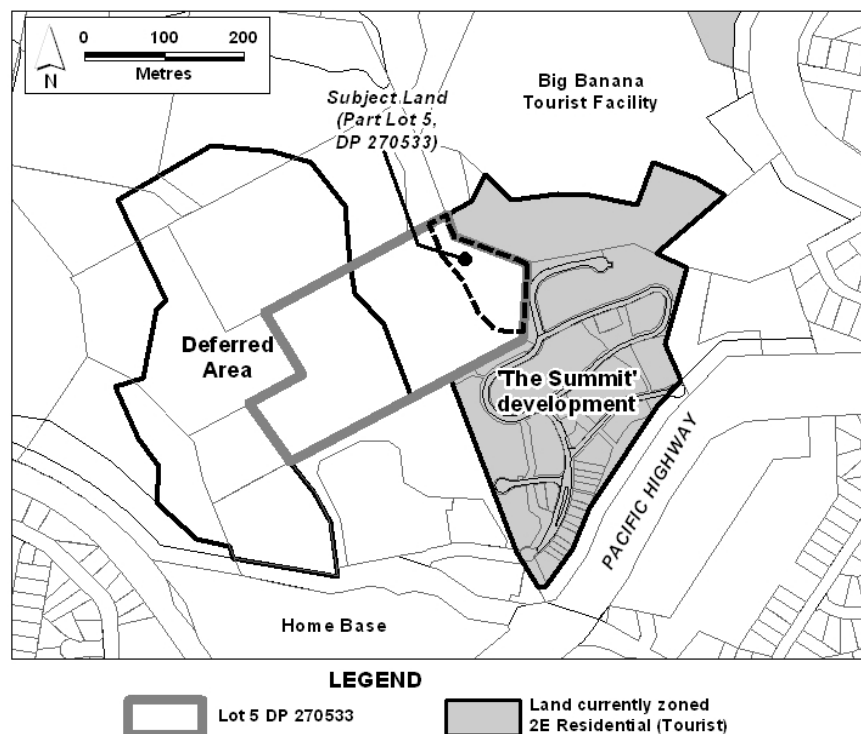 0 100 200
Metres
N
Subject Land
(Part Lot 5,
DP 270533)
Big Banana
Tourist Facility
Deferred
Area
'The Summit'
development
PACIFIC HIGHWAY
Home Base
LEGEND
Lot 5 DP 270533
Land currently zoned
2E Residential (Tourist)